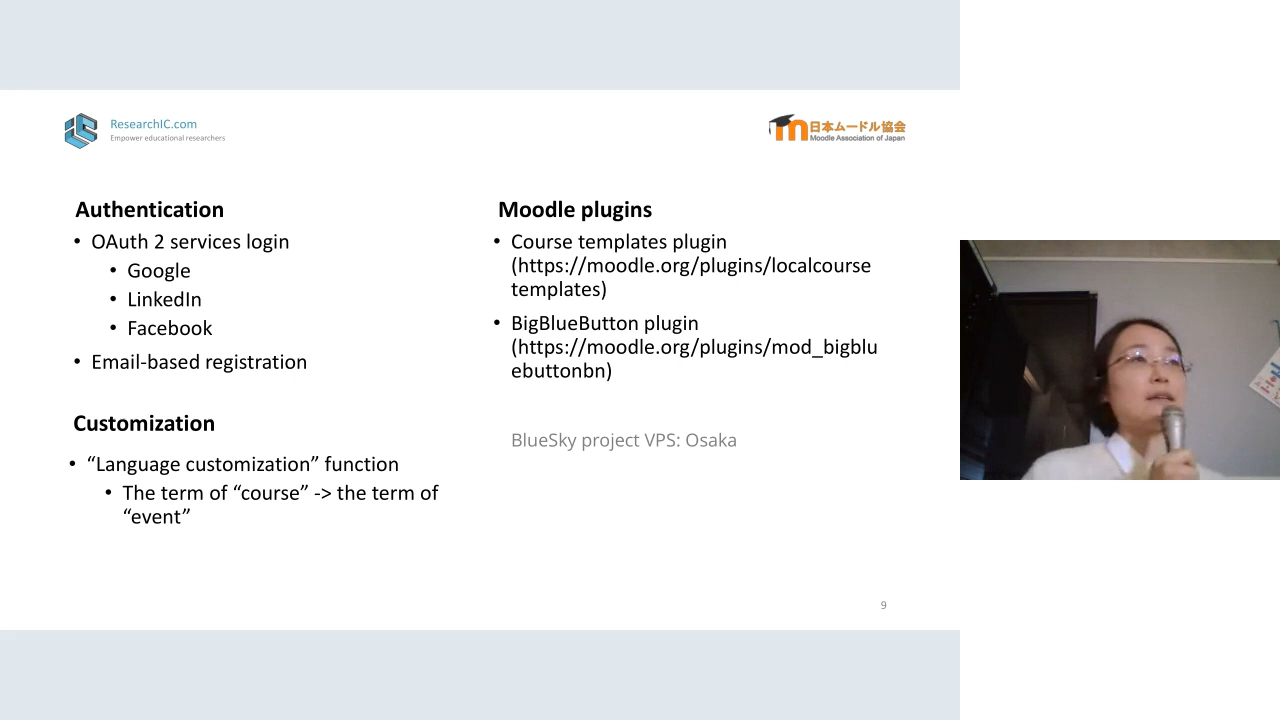 ResearchIC.com
Empower educational researchers
日本ムードル協会
Moodle Association of Japan
Authentication
• OAuth 2 services login
• Google
• LinkedIn
• Facebook
• Email-based registration
Customization
• “Language customization” function
• The term of “course” -> the term of
“event”
Moodle plugins
• Course templates plugin
(https://moodle.org/plugins/localcourse
templates)
• BigBlueButton plugin
(https://moodle.org/plugins/mod_bigblu
ebuttonbn)
BlueSky project VPS: Osaka
9